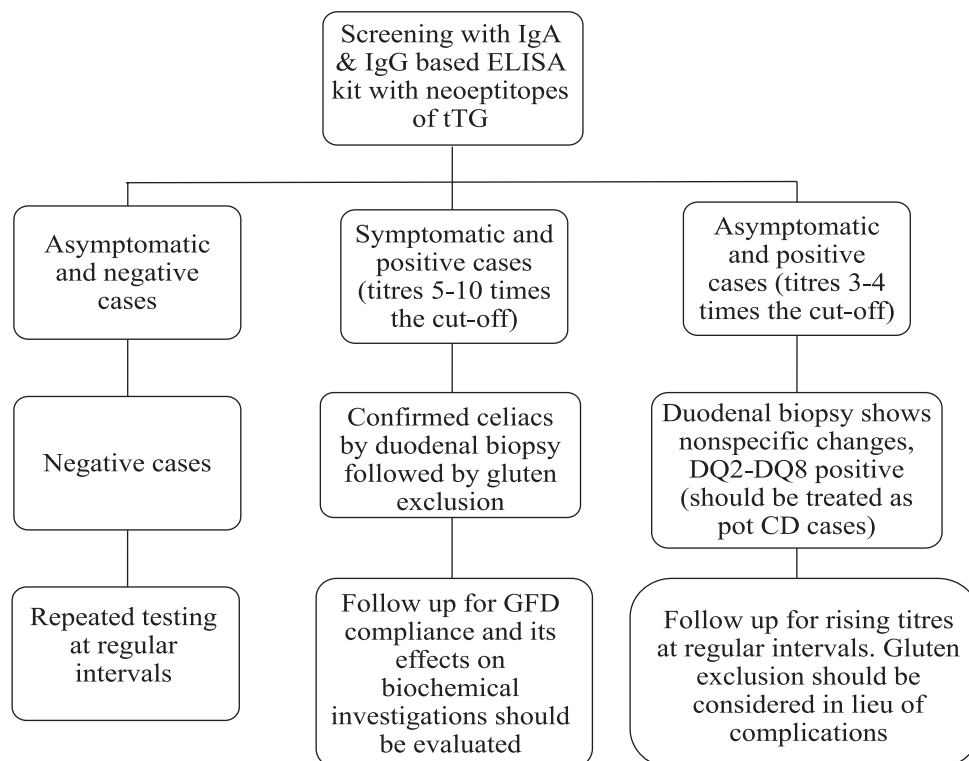 Screening with IgA
& IgG based ELISA
kit with neoeptitopes
of tTG
Asymptomatic
and negative
cases
Symptomatic and
positive cases
(titres 5-10 times
the cut-off)
Asymptomatic
and positive
cases (titres 3-4
times the cut-off)
Negative cases
Confirmed celiacs
by duodenal biopsy
followed by gluten
exclusion
Duodenal biopsy shows
nonspecific changes,
DQ2-DQ8 positive
(should be treated as
pot CD cases)
Repeated testing
at regular
intervals
Follow up for GFD
compliance and its
effects on
biochemical
investigations should
be evaluated
Follow up for rising titres
at regular intervals. Gluten
exclusion should be
considered in lieu of
complications